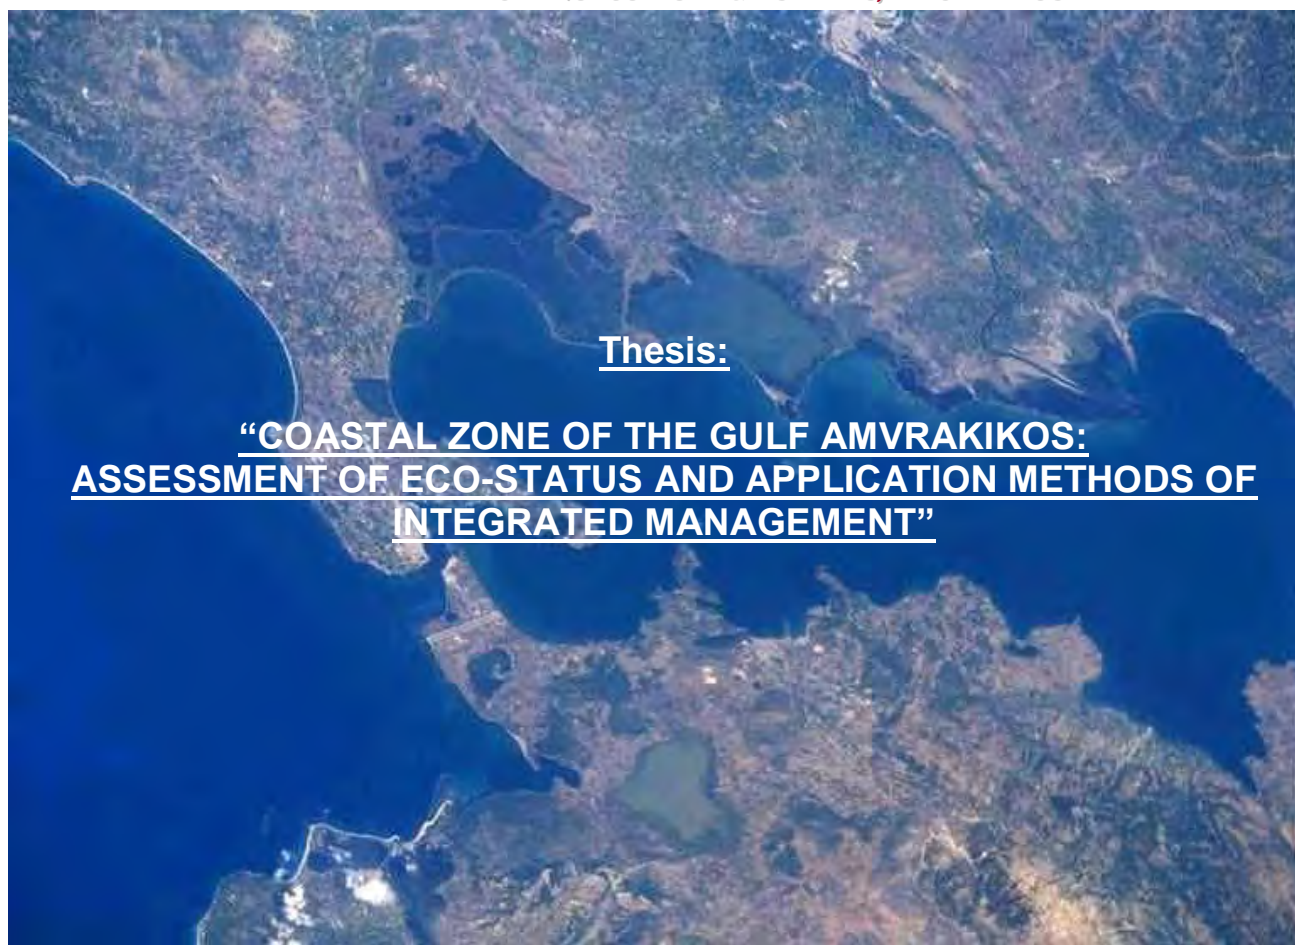 Thesis:
“COASTAL ZONE OF THE GULF AMVRAKIKOS:
ASSESSMENT OF ECO-STATUS AND APPLICATION METHODS OF
INTEGRATED MANAGEMENT”